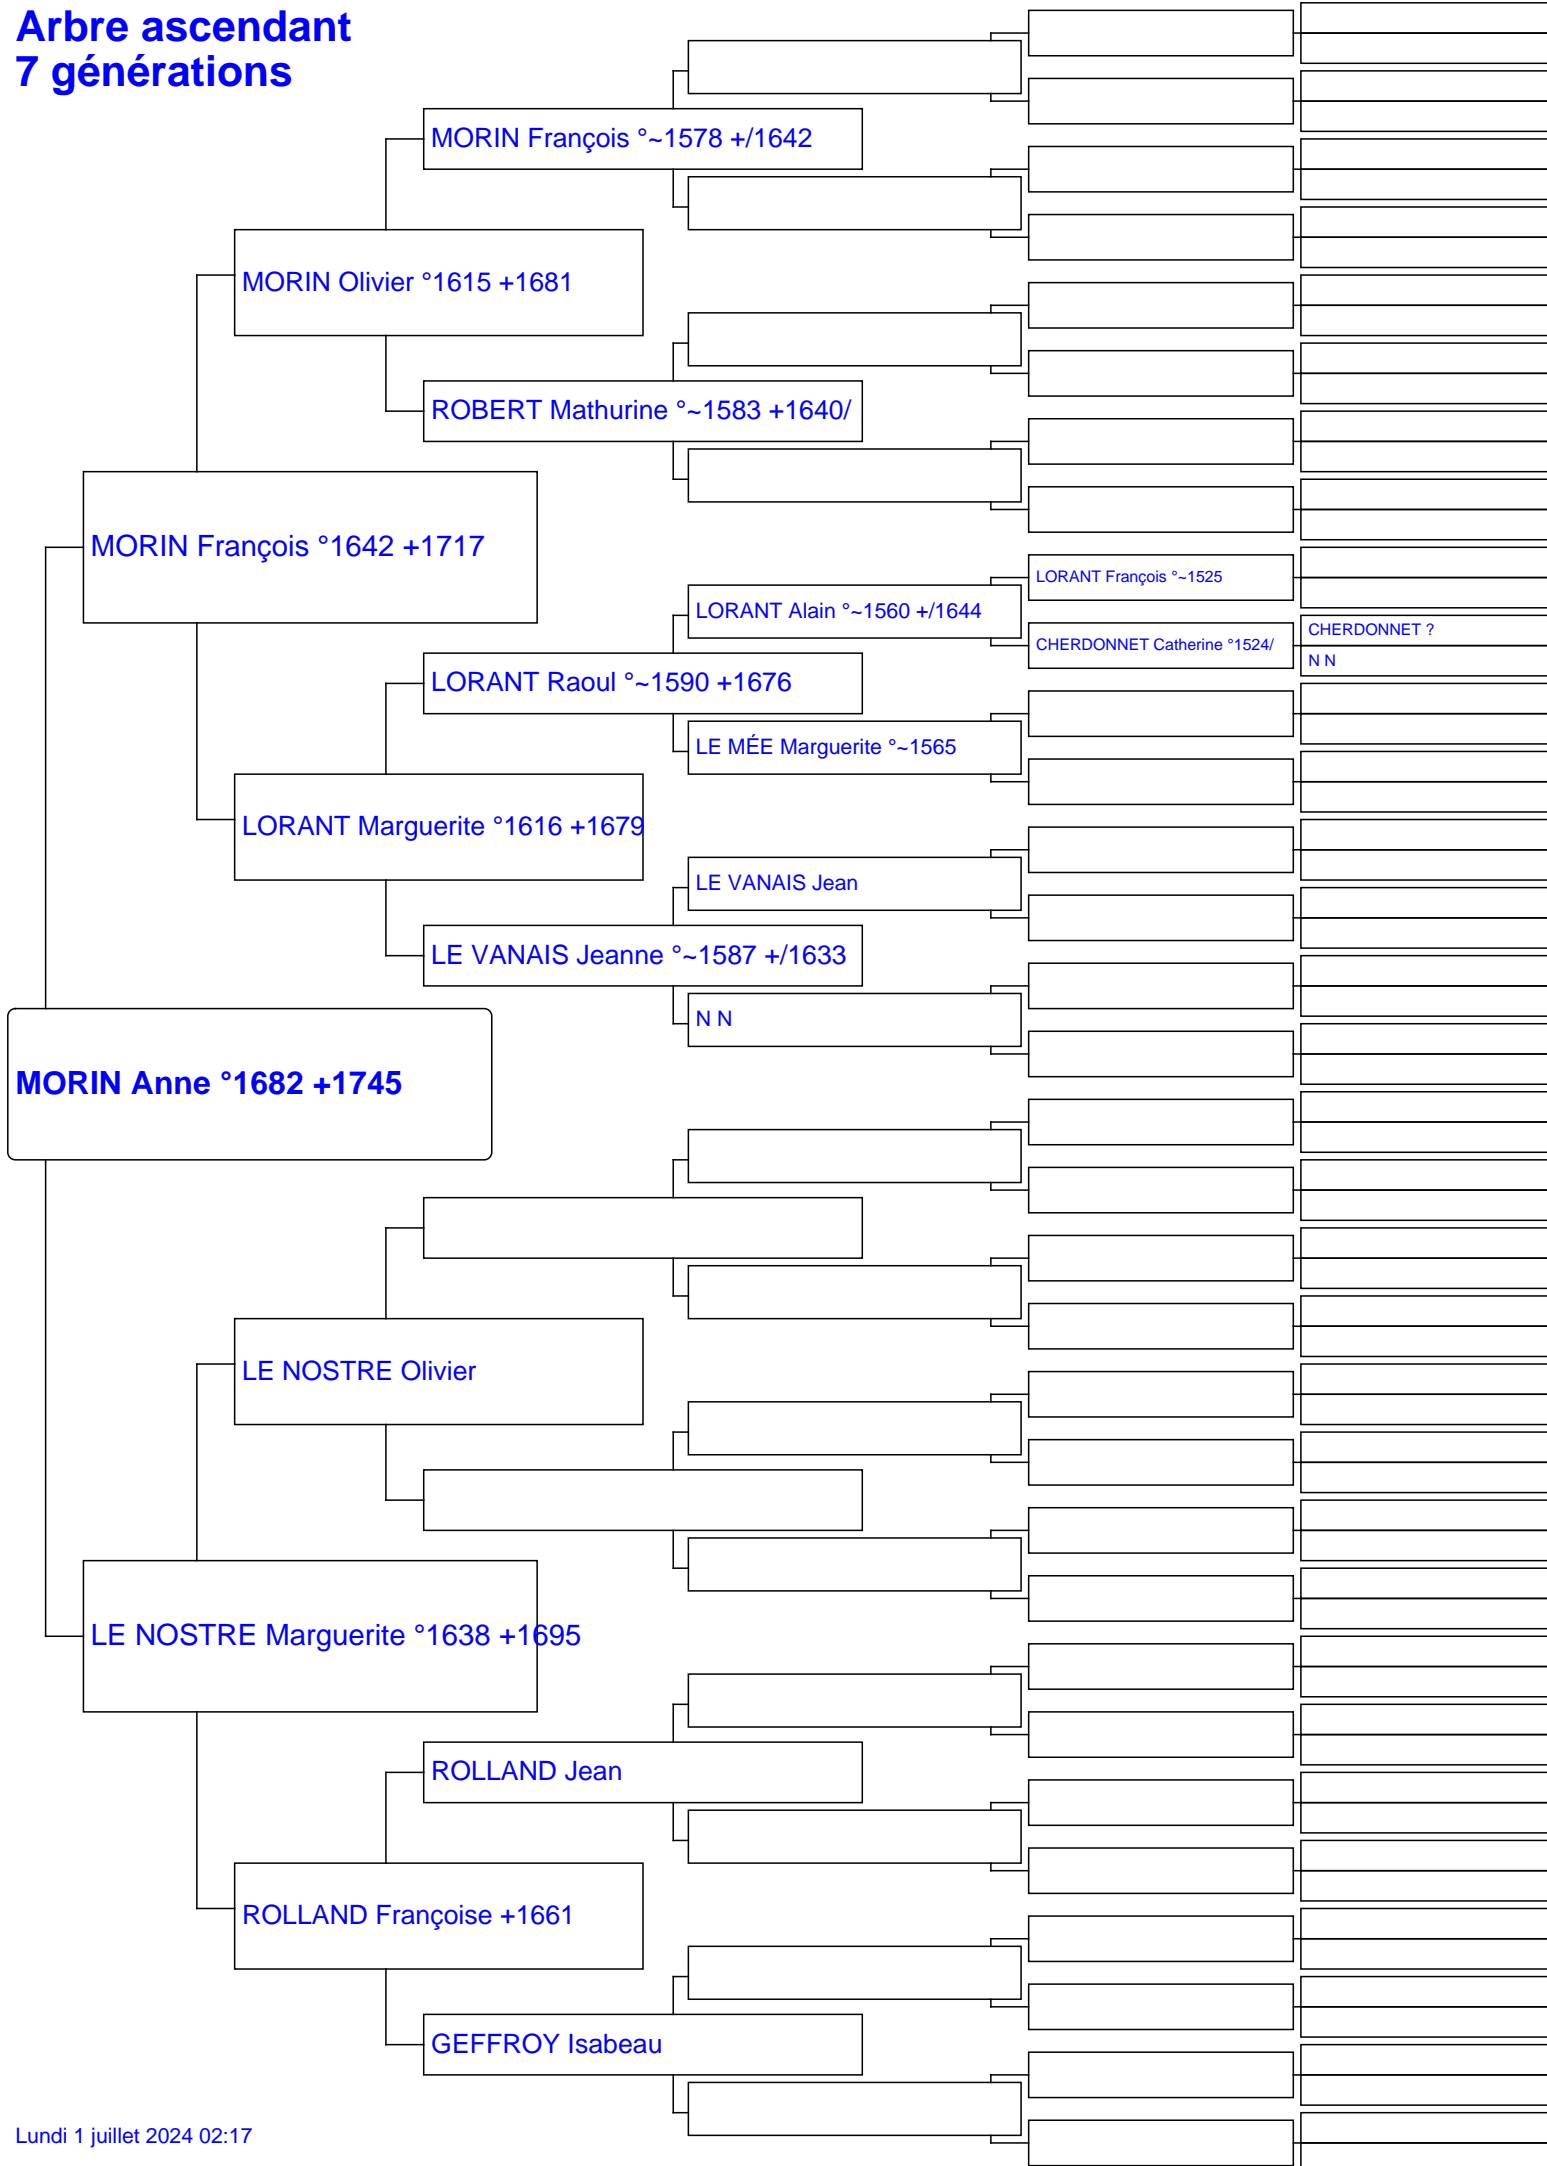 Arbre ascendant
7 générations
MORIN François °~1578 +/1642
MORIN Olivier °1615 +1681
ROBERT Mathurine °~1583 +1640/
MORIN François °1642 +1717
LORANT François °~1525
LORANT Alain °~1560 +/1644
CHERDONNET ?
CHERDONNET Catherine °1524/
N N
LORANT Raoul °~1590 +1676
LE MÉE Marguerite °~1565
LORANT Marguerite °1616 +1679
LE VANAIS Jean
LE VANAIS Jeanne °~1587 +/1633
N N
MORIN Anne °1682 +1745
LE NOSTRE Olivier
LE NOSTRE Marguerite °1638 +1695
ROLLAND Jean
ROLLAND Françoise +1661
GEFFROY Isabeau
Lundi 1 juillet 2024 02:17